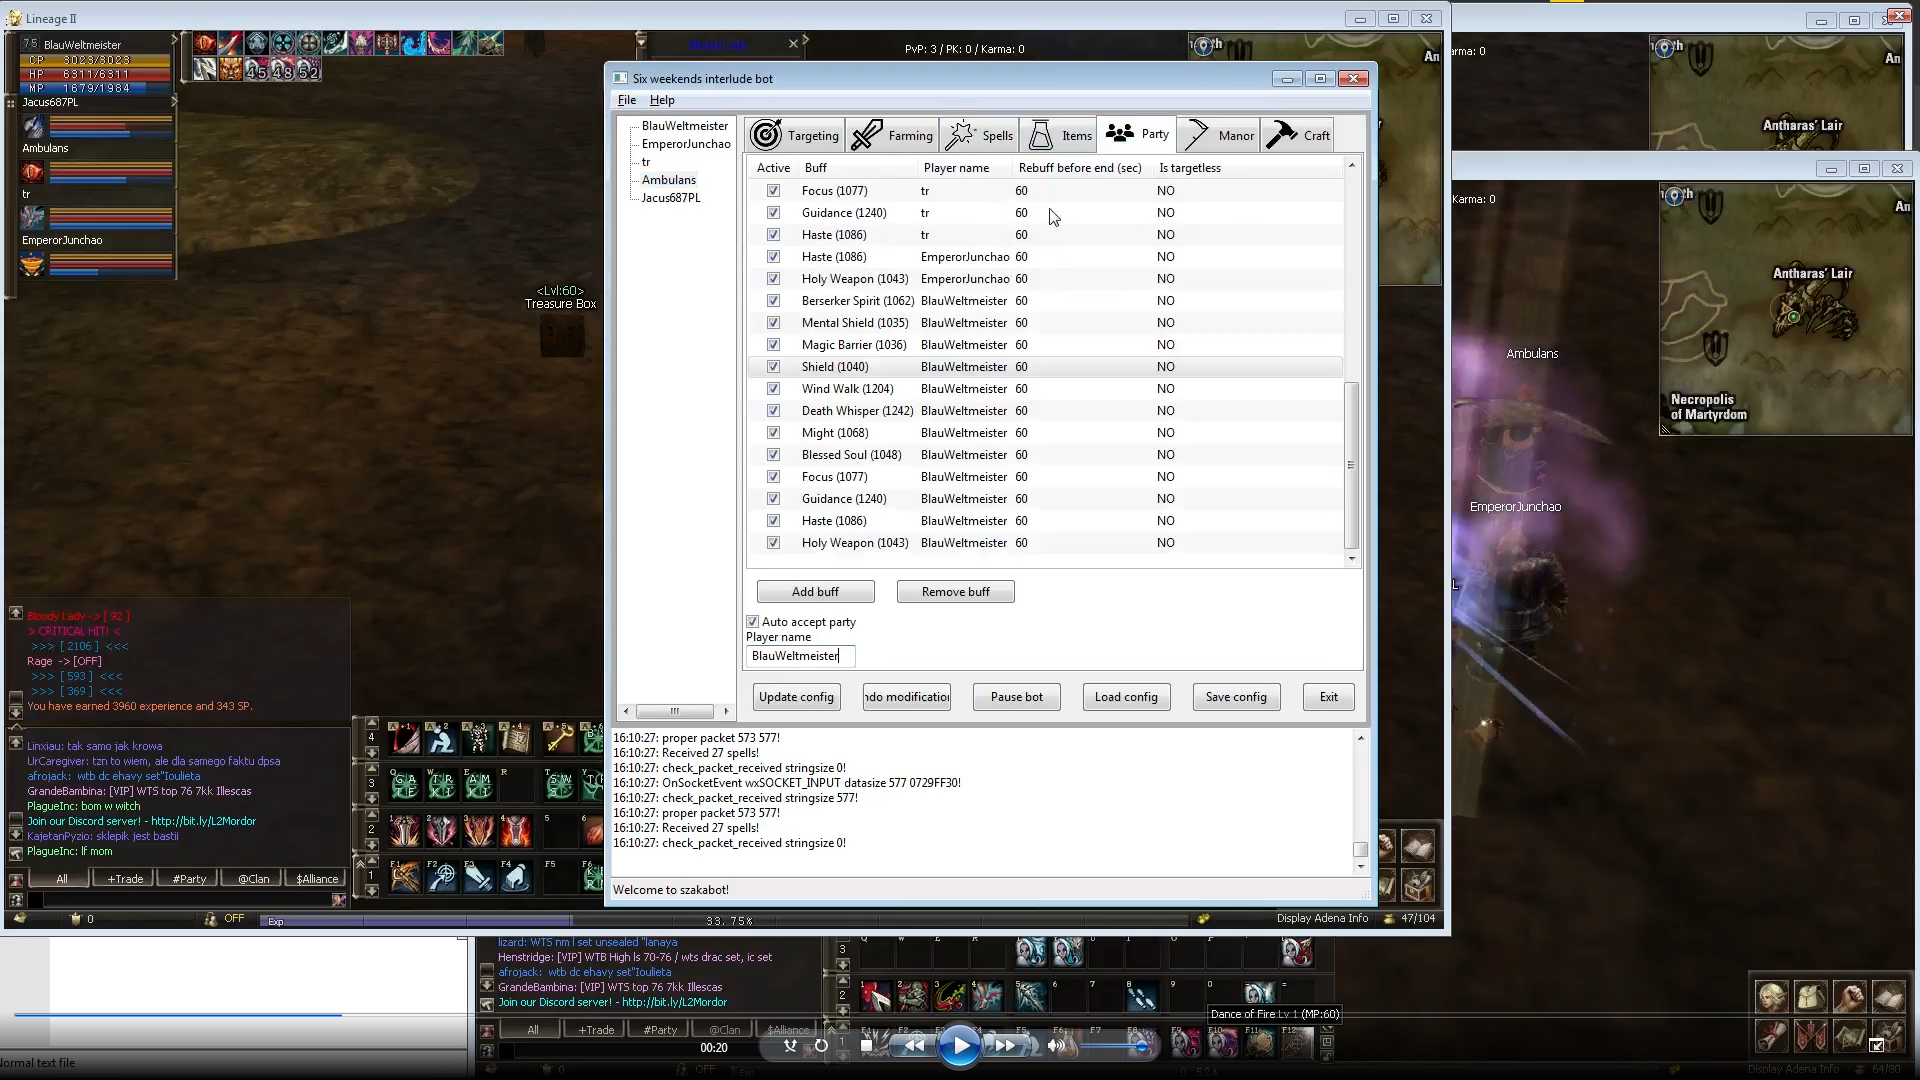 Lineage II
75 BlauWeltmeister
CP 3023/3023
HP 6311/6311
MP 1679/1984
Jacus687PL
Ambulans
tr
EmperorJunchao
45 48 52
PvP: 3 / PK: 0 / Karma: 0
<Lvl:60>
Treasure Box
Six weekends interlude bot
File Help
BlauWeltmeister
EmperorJunchao
tr
Ambulans
Jacus687PL
Targeting Farming Spells Items Party Manor Craft
Active Buff Player name Rebuff before end (sec) Is targetless
Focus (1077) tr 60 NO
Guidance (1240) tr 60 NO
Haste (1086) tr 60 NO
Haste (1086) EmperorJunchao 60 NO
Holy Weapon (1043) EmperorJunchao 60 NO
Berserker Spirit (1062) BlauWeltmeister 60 NO
Mental Shield (1035) BlauWeltmeister 60 NO
Magic Barrier (1036) BlauWeltmeister 60 NO
Shield (1040) BlauWeltmeister 60 NO
Wind Walk (1204) BlauWeltmeister 60 NO
Death Whisper (1242) BlauWeltmeister 60 NO
Might (1068) BlauWeltmeister 60 NO
Blessed Soul (1048) BlauWeltmeister 60 NO
Focus (1077) BlauWeltmeister 60 NO
Guidance (1240) BlauWeltmeister 60 NO
Haste (1086) BlauWeltmeister 60 NO
Holy Weapon (1043) BlauWeltmeister 60 NO
Add buff Remove buff
Auto accept party
Player name
BlauWeltmeister
Update config ndo modification Pause bot Load config Save config Exit
16:10:27: proper packet 573 577!
16:10:27: Received 27 spells!
16:10:27: check_packet_received stringsize 0!
16:10:27: OnSocketEvent wxSOCKET_INPUT datasize 577 0729FF30!
16:10:27: check_packet_received stringsize 577!
16:10:27: proper packet 573 577!
16:10:27: Received 27 spells!
16:10:27: check_packet_received stringsize 0!
Welcome to szakabot!
Bloody Lady -> [ 92 ]
> CRITICAL HIT! <
>>> [ 2106 ] <<<
Rage -> [OFF]
>>> [ 593 ] <<<
>>> [ 369 ] <<<
You have earned 3960 experience and 343 SP.
Linxiau: tak samo jak krowa
UrCaregiver: tzn to wiem, ale dla samego faktu dpsa
afrojack: wtb dc ehavy set"Ioulieta
GrandeBambina: [VIP] WTS top 76 7kk Illescas
PlagueInc: bom w witch
Join our Discord server! - http://bit.ly/L2Mordor
KajetanPyzio: sklepik jest bastii
PlagueInc: lf mom
All +Trade #Party @Clan $Alliance
0 OFF Exp 33.75% Display Adena Info 47/104
arma: 0
An
Antharas' Lair
Karma: 0
An
Antharas' Lair
Necropolis
of Martyrdom
Ambulans
EmperorJunchao
lizard: WTS nm l set unsealed "lanaya
Henstridge: [VIP] WTB High ls 70-76 / wts drac set, ic set
afrojack: wtb dc ehavy set"Ioulieta
GrandeBambina: [VIP] WTS top 76 7kk Illescas
Join our Discord server! - http://bit.ly/L2Mordor
All +Trade #Party @Clan $Alliance
Dance of Fire Lv 1 (MP:60)
00:20
Normal text file
OFF Exp 0.52% Display Adena Info 64/80